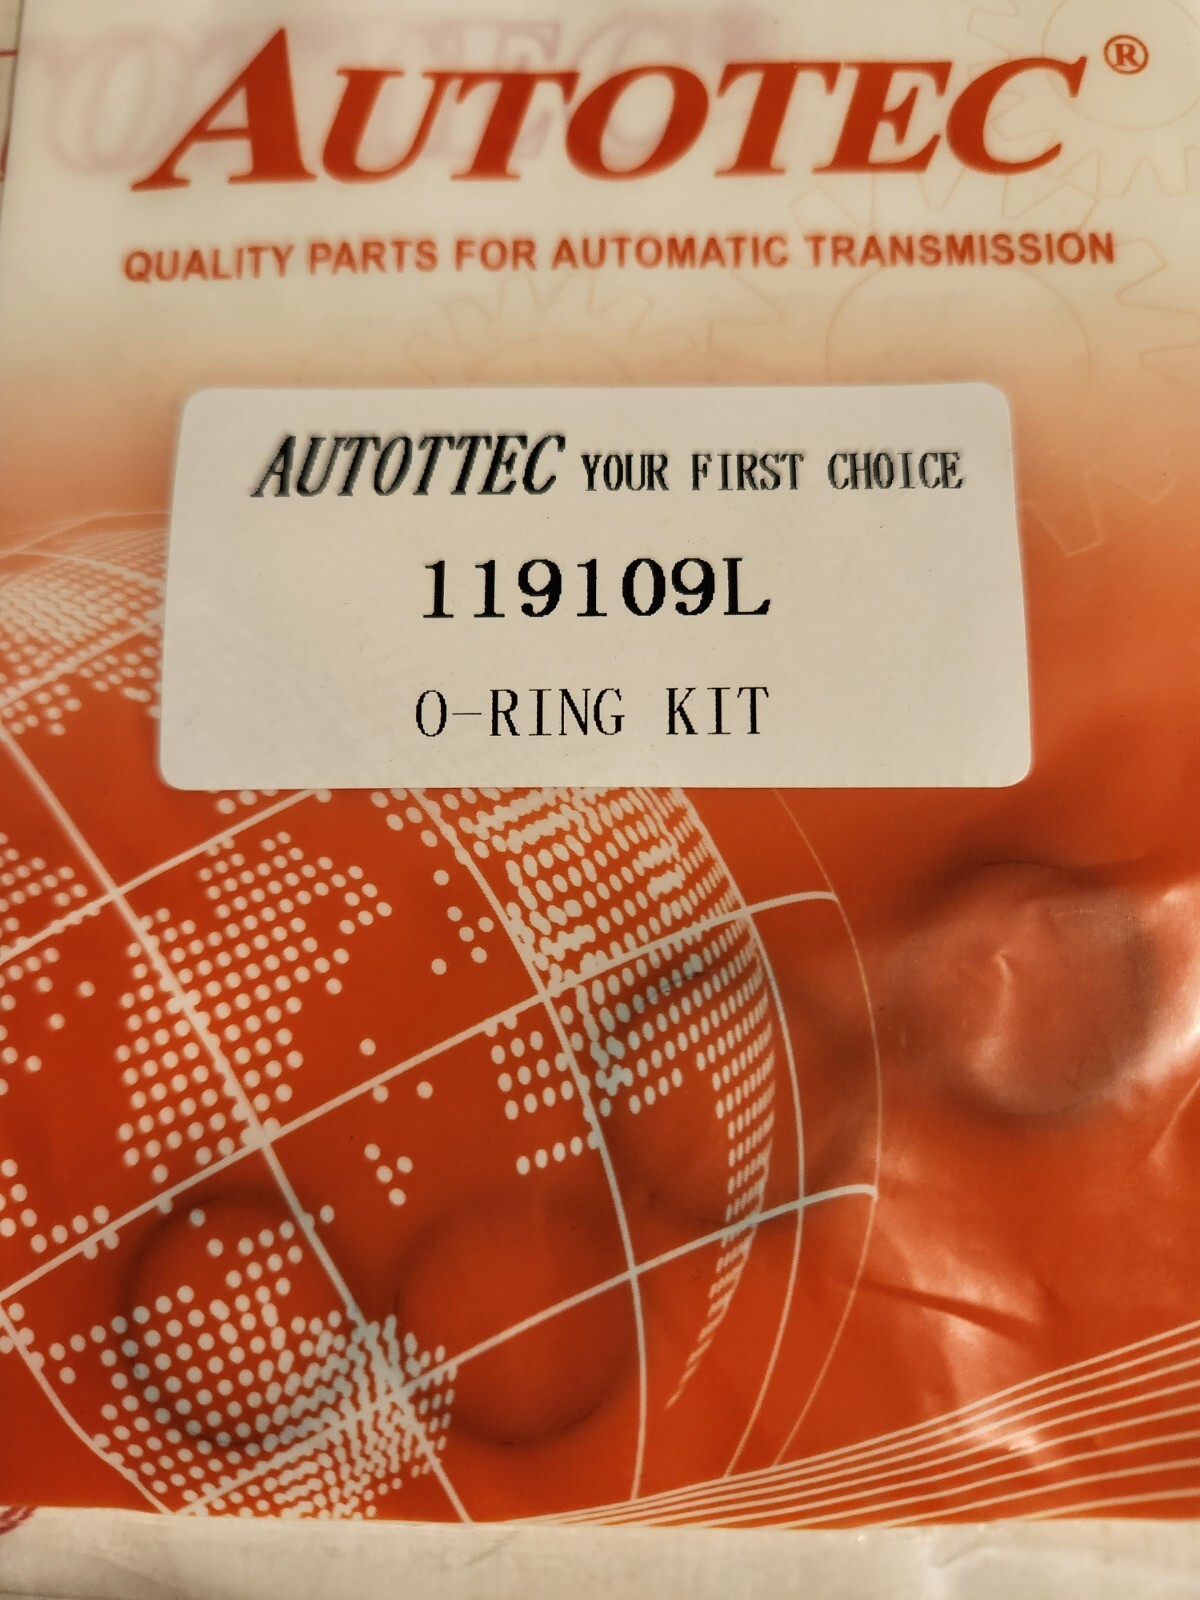 AUTOTEC®
QUALITY PARTS FOR AUTOMATIC TRANSMISSION
AUTOTTEC YOUR FIRST CHOICE
119109L
O-RING KIT